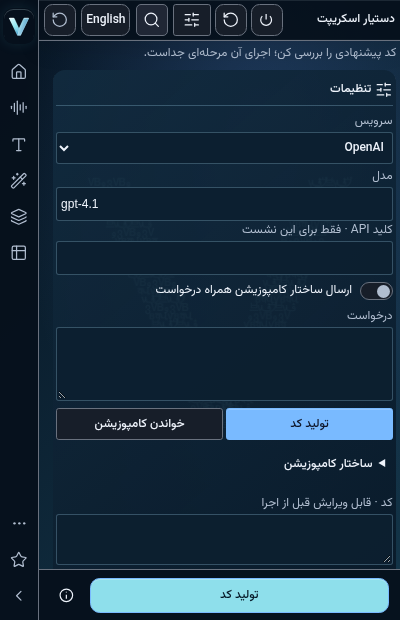 دستیار اسکریپت
English
کد پیشنهادی را بررسی کن؛ اجرای آن مرحله‌ای جداست.
تنظیمات
سرویس
OpenAI
مدل
gpt-4.1
کلید API · فقط برای این نشست
ارسال ساختار کامپوزیشن همراه درخواست
درخواست
تولید کد
خواندن کامپوزیشن
ساختار کامپوزیشن
کد · قابل ویرایش قبل از اجرا
تولید کد